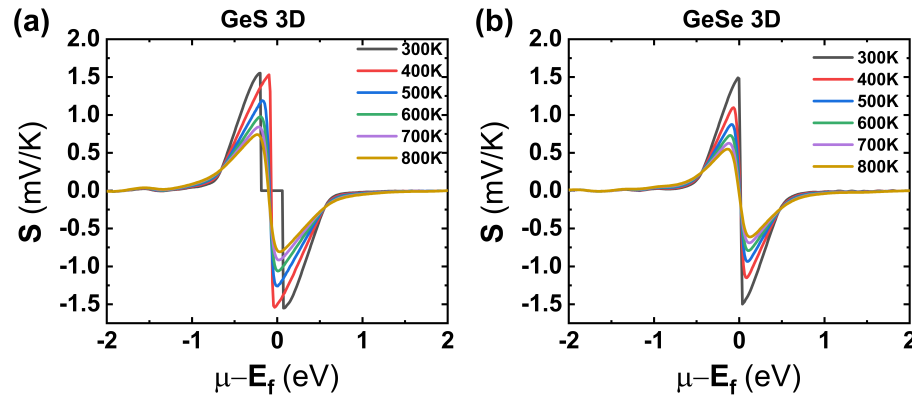 (a) GeS 3D
S (mV/K)
2.0
1.5
1.0
0.5
0.0
-0.5
-1.0
-1.5
300K
400K
500K
600K
700K
800K
-2 -1 0 1 2
μ−E_f (eV)
(b) GeSe 3D
S (mV/K)
2.0
1.5
1.0
0.5
0.0
-0.5
-1.0
-1.5
300K
400K
500K
600K
700K
800K
-2 -1 0 1 2
μ−E_f (eV)